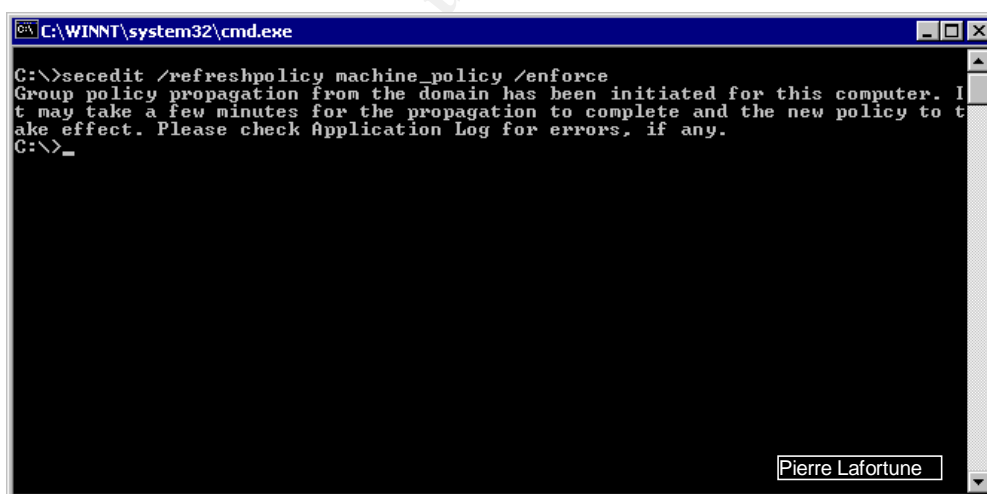 C:\WINNT\system32\cmd.exe
C:\>secedit /refreshpolicy machine_policy /enforce
Group policy propagation from the domain has been initiated for this computer. I
t may take a few minutes for the propagation to complete and the new policy to t
ake effect. Please check Application Log for errors, if any.
C:\>_
Pierre Lafortune